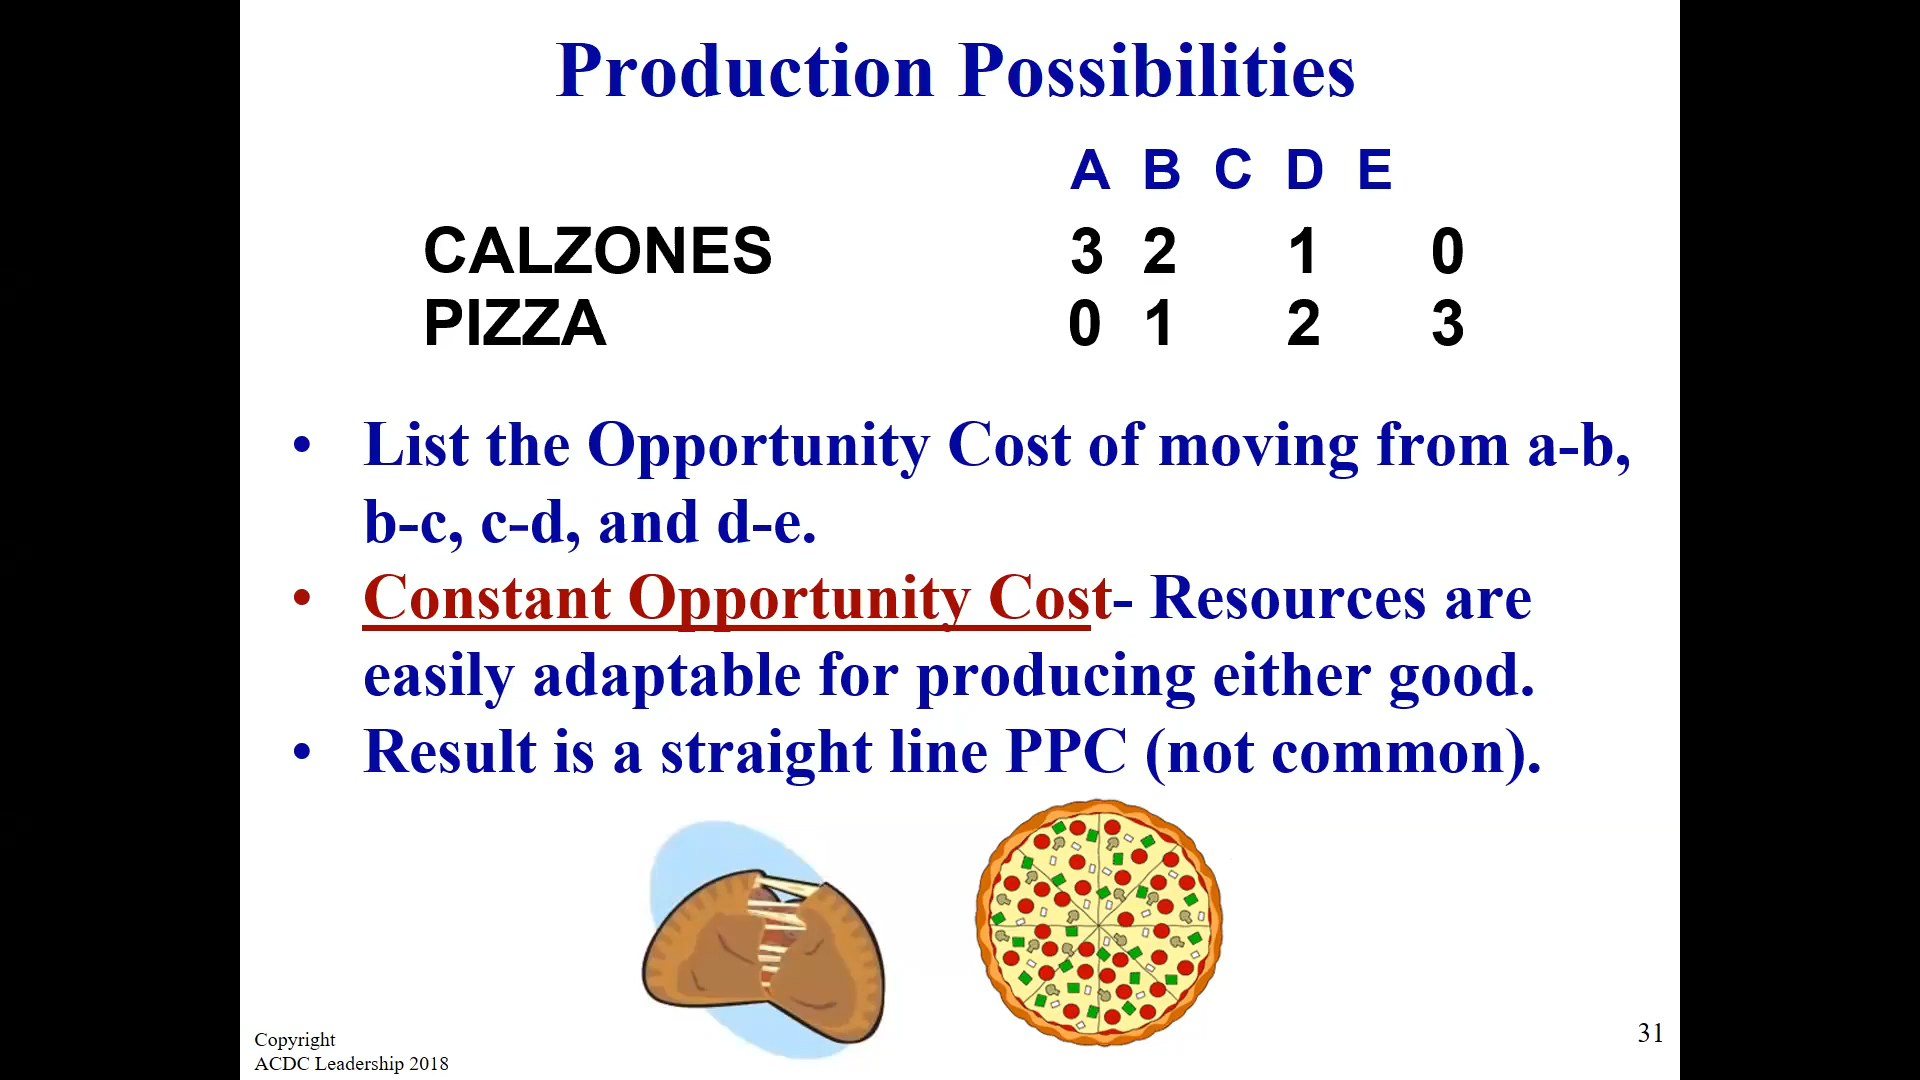 Production Possibilities
A B C D E
CALZONES 3 2 1 0
PIZZA 0 1 2 3
• List the Opportunity Cost of moving from a-b,
b-c, c-d, and d-e.
• Constant Opportunity Cost- Resources are
easily adaptable for producing either good.
• Result is a straight line PPC (not common).
Copyright
ACDC Leadership 2018
31